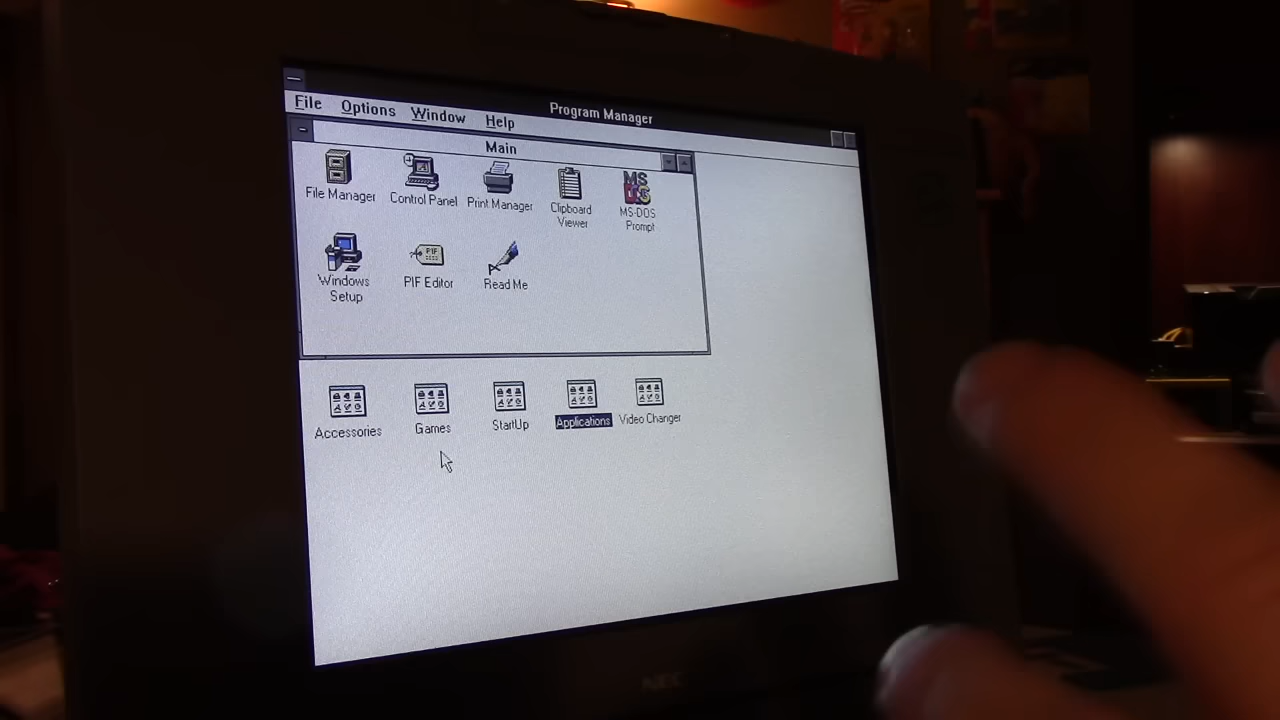 Program Manager
File Options Window Help
Main
File Manager
Control Panel
Print Manager
Clipboard
Viewer
MS
DOS
MS-DOS
Prompt
Windows
Setup
PIF
PIF Editor
Read Me
Accessories
Games
StartUp
Applications
Video Changer
NEC